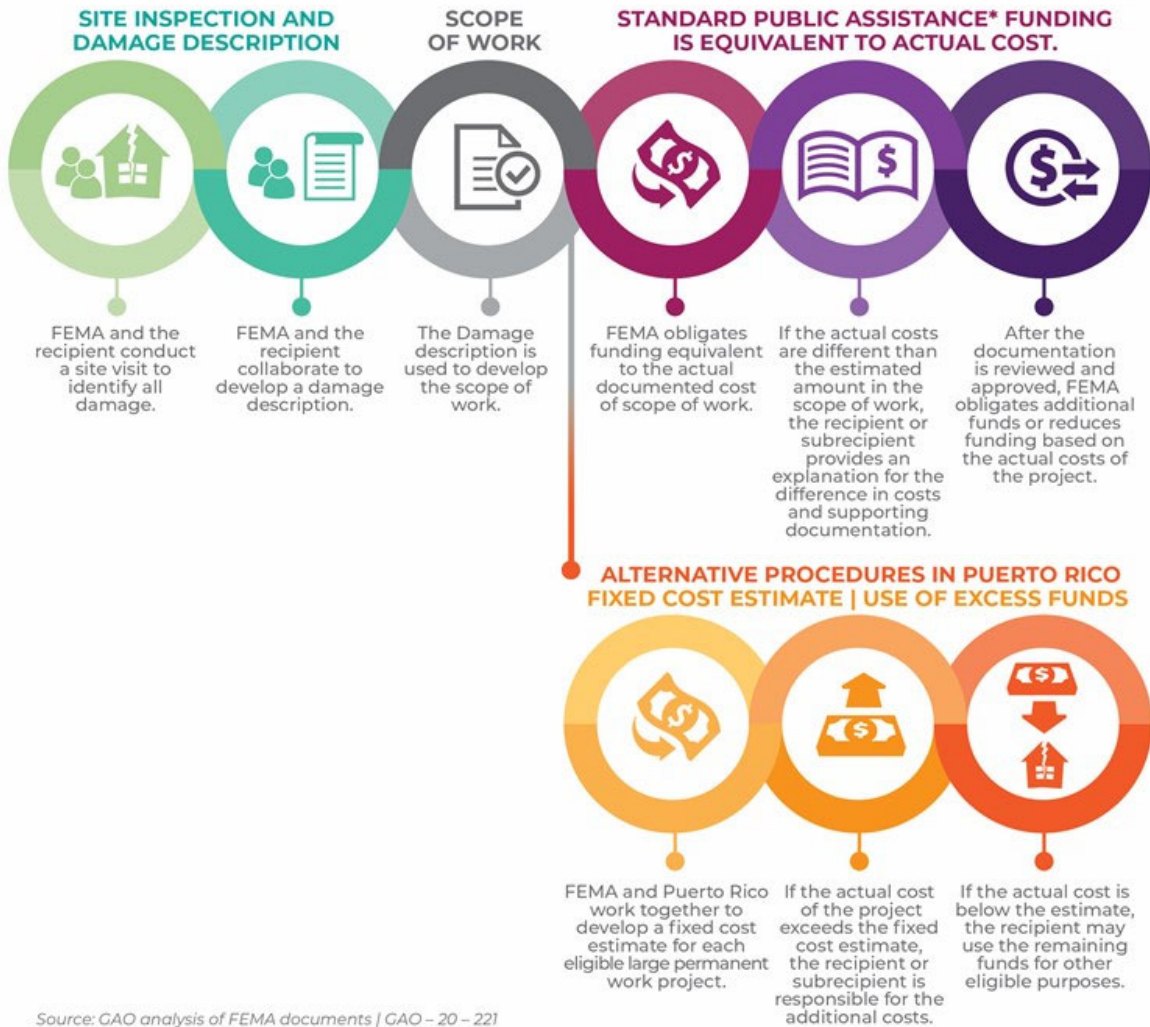 SITE INSPECTION AND
DAMAGE DESCRIPTION
SCOPE
OF WORK
STANDARD PUBLIC ASSISTANCE* FUNDING
IS EQUIVALENT TO ACTUAL COST.
FEMA and the
recipient conduct
a site visit to
identify all
damage.
FEMA and the
recipient
collaborate to
develop a damage
description.
The Damage
description is
used to develop
the scope of
work.
FEMA obligates
funding equivalent
to the actual
documented cost
of scope of work.
If the actual costs
are different than
the estimated
amount in the
scope of work,
the recipient or
subrecipient
provides an
explanation for the
difference in costs
and supporting
documentation.
After the
documentation
is reviewed and
approved, FEMA
obligates additional
funds or reduces
funding based on
the actual costs of
the project.
ALTERNATIVE PROCEDURES IN PUERTO RICO
FIXED COST ESTIMATE | USE OF EXCESS FUNDS
FEMA and Puerto Rico
work together to
develop a fixed cost
estimate for each
eligible large permanent
work project.
If the actual cost
of the project
exceeds the fixed
cost estimate,
the recipient or
subrecipient is
responsible for the
additional costs.
If the actual cost is
below the estimate,
the recipient may
use the remaining
funds for other
eligible purposes.
Source: GAO analysis of FEMA documents | GAO – 20 – 221